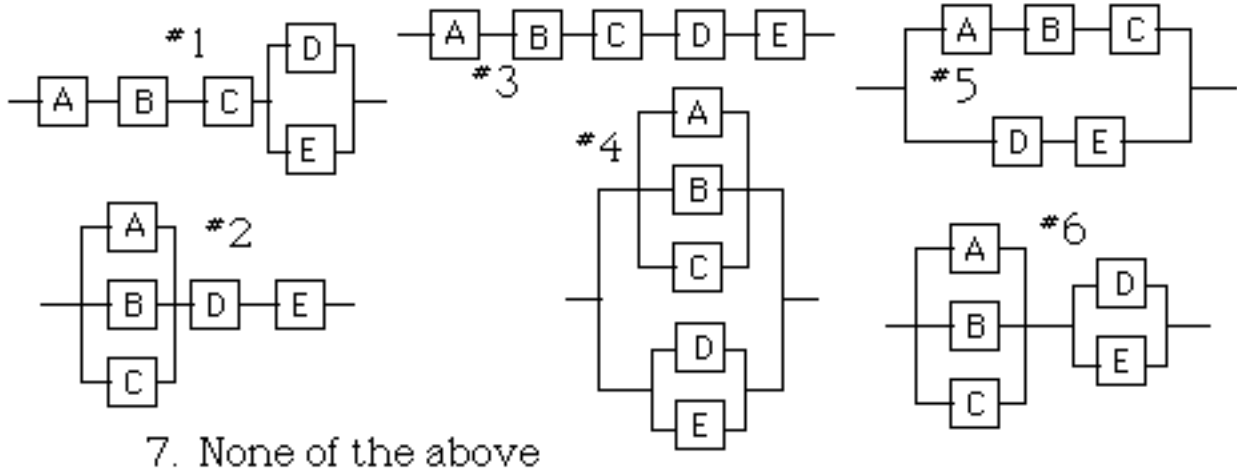 #1
A B C
D
E
#2
A
B D E
C
#3
A B C D E
#4
A
B
C
D
E
#5
A B C
D E
#6
A
B
C
D
E
7. None of the above